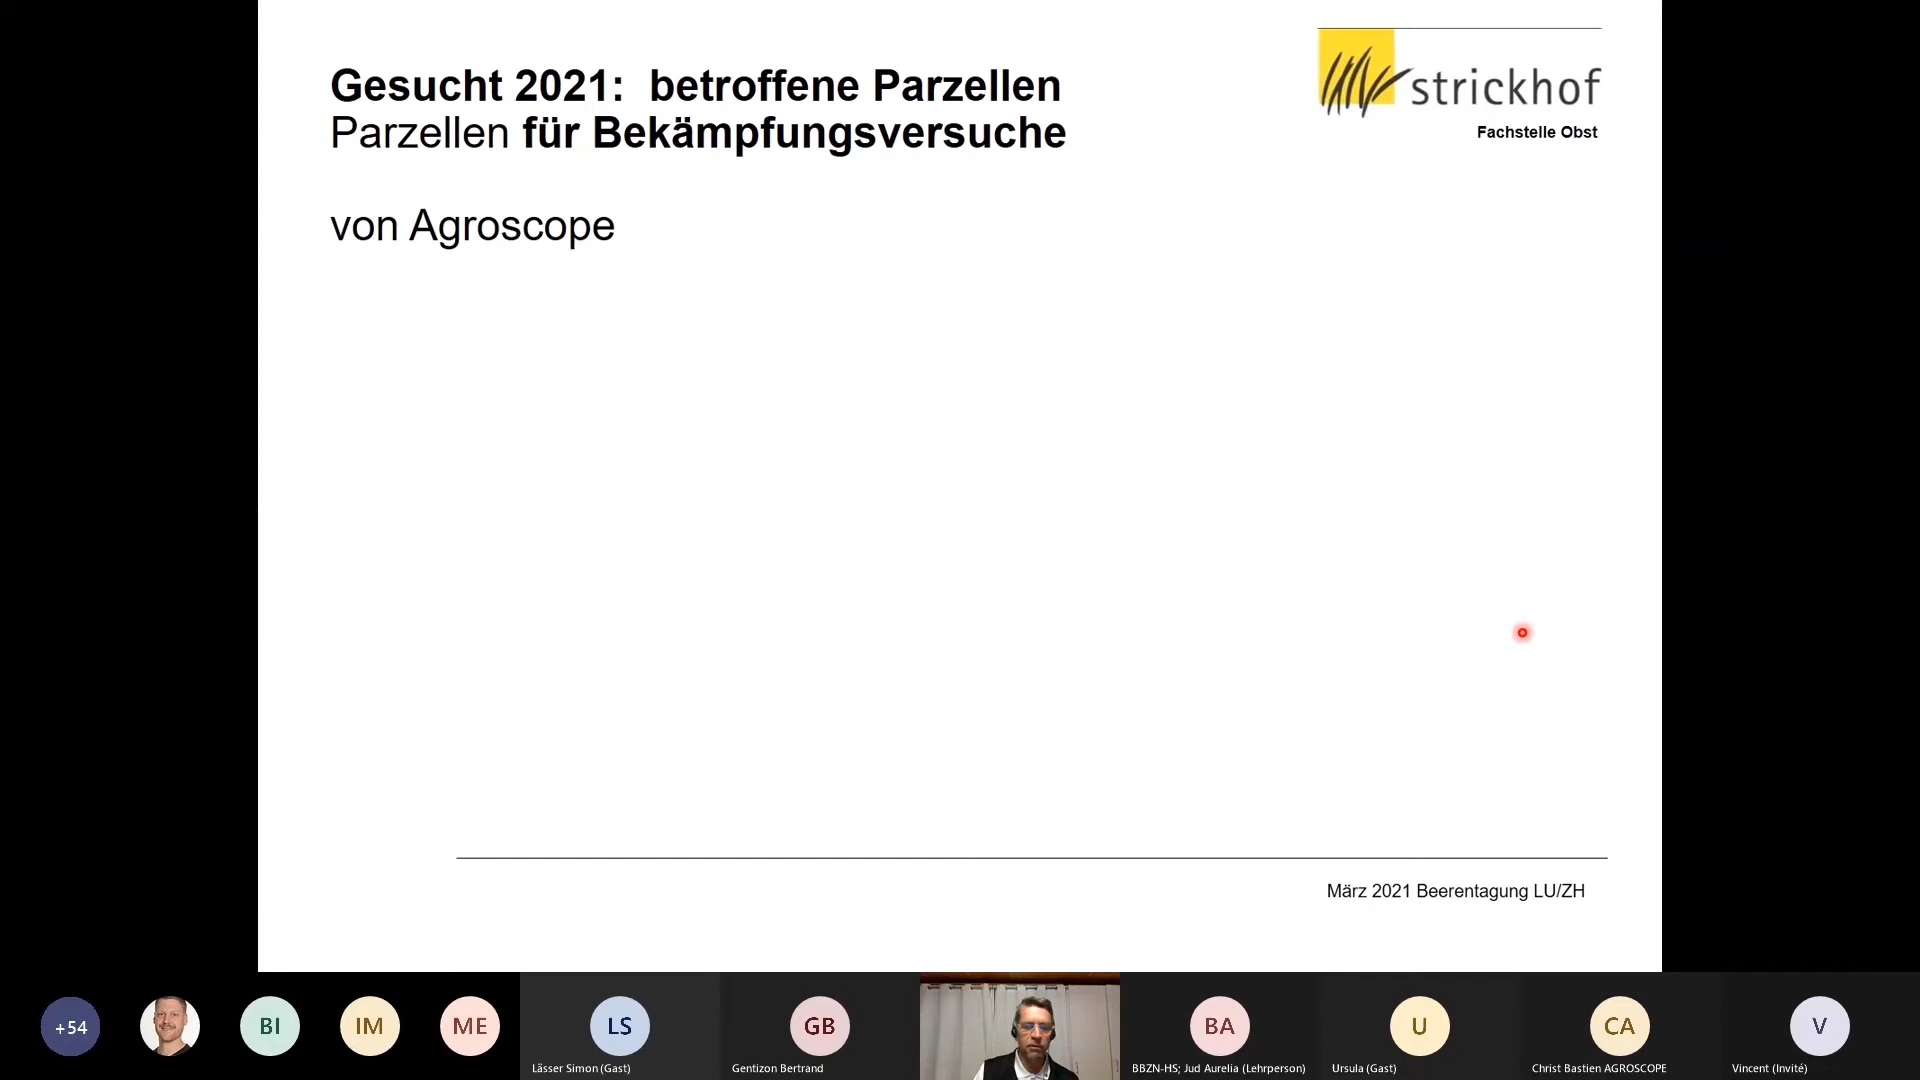 Gesucht 2021:  betroffene Parzellen
Parzellen für Bekämpfungsversuche
von Agroscope
strickhof
Fachstelle Obst
März 2021 Beerentagung LU/ZH
+54
BI
IM
ME
LS
Lässer Simon (Gast)
GB
Gentizon Bertrand
BA
BBZN-HS; Jud Aurelia (Lehrperson)
U
Ursula (Gast)
CA
Christ Bastien AGROSCOPE
V
Vincent (Invité)